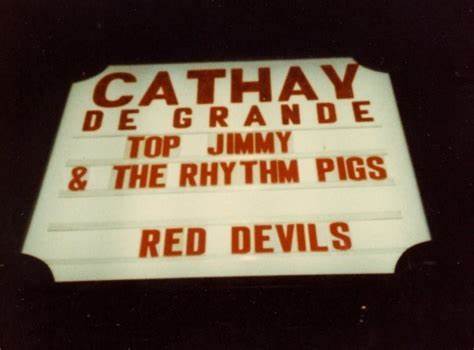 CATHAY
DE GRANDE
TOP JIMMY
& THE RHYTHM PIGS
RED DEVILS